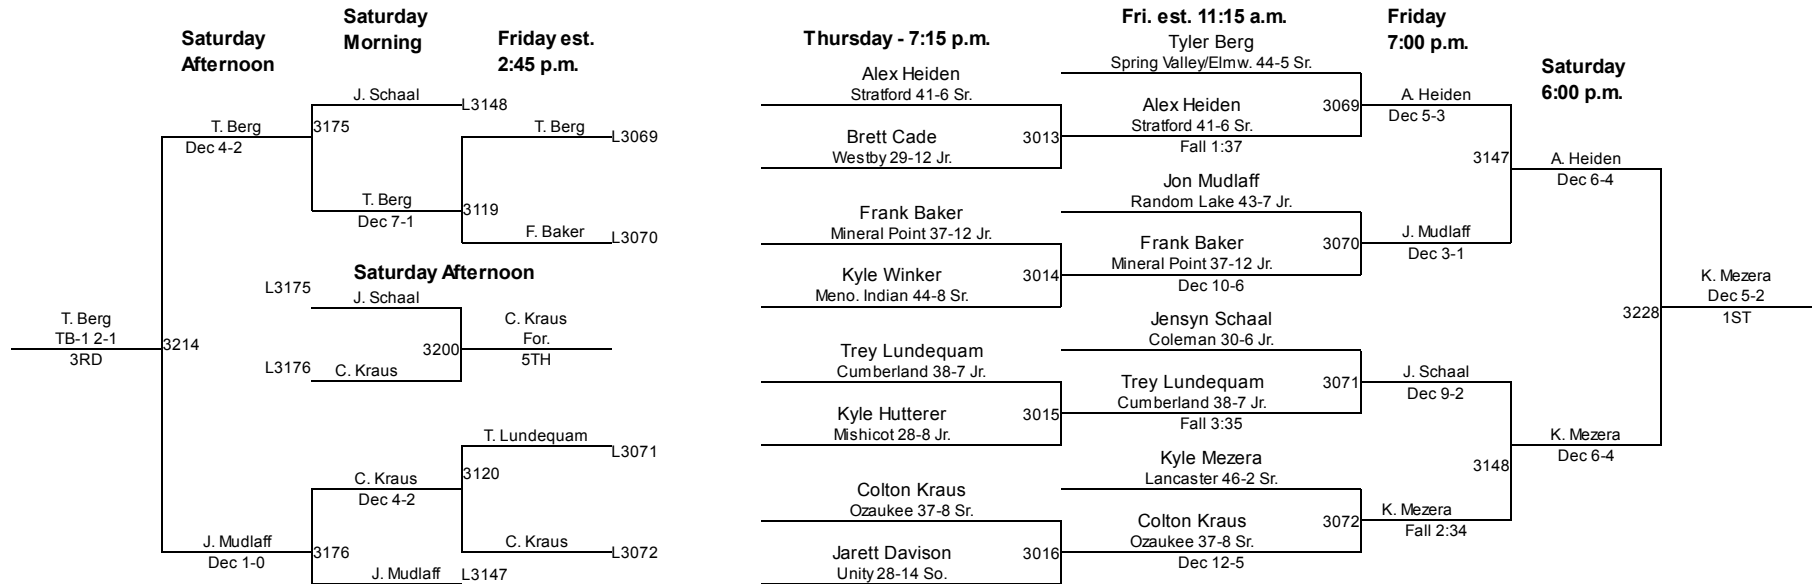 Saturday
Afternoon
Saturday
Morning
Friday est.
2:45 p.m.
J. Schaal
L3148
T. Berg
3175
Dec 4-2
T. Berg
L3069
T. Berg
3119
Dec 7-1
F. Baker
L3070
Saturday Afternoon
L3175
J. Schaal
T. Berg
TB-1 2-1
3RD
3214
C. Kraus
For.
5TH
3200
L3176
C. Kraus
T. Lundequam
L3071
C. Kraus
3120
Dec 4-2
J. Mudlaff
Dec 1-0
3176
C. Kraus
L3072
J. Mudlaff
L3147
Thursday - 7:15 p.m.
Alex Heiden
Stratford 41-6 Sr.
Brett Cade
Westby 29-12 Jr.
3013
Frank Baker
Mineral Point 37-12 Jr.
Kyle Winker
Meno. Indian 44-8 Sr.
3014
Trey Lundequam
Cumberland 38-7 Jr.
Kyle Hutterer
Mishicot 28-8 Jr.
3015
Colton Kraus
Ozaukee 37-8 Sr.
Jarett Davison
Unity 28-14 So.
3016
Fri. est. 11:15 a.m.
Tyler Berg
Spring Valley/Elmw. 44-5 Sr.
Alex Heiden
Stratford 41-6 Sr.
Fall 1:37
3069
Jon Mudlaff
Random Lake 43-7 Jr.
Frank Baker
Mineral Point 37-12 Jr.
Dec 10-6
3070
Jensyn Schaal
Coleman 30-6 Jr.
Trey Lundequam
Cumberland 38-7 Jr.
Fall 3:35
3071
Kyle Mezera
Lancaster 46-2 Sr.
Colton Kraus
Ozaukee 37-8 Sr.
Dec 12-5
3072
Friday
7:00 p.m.
A. Heiden
Dec 5-3
3147
J. Mudlaff
Dec 3-1
J. Schaal
Dec 9-2
3148
K. Mezera
Fall 2:34
Saturday
6:00 p.m.
A. Heiden
Dec 6-4
3228
K. Mezera
Dec 6-4
K. Mezera
Dec 5-2
1ST